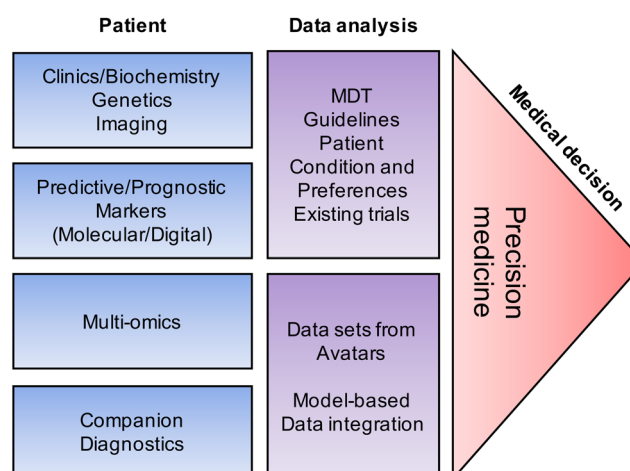 Patient
Clinics/Biochemistry
Genetics
Imaging
Predictive/Prognostic
Markers
(Molecular/Digital)
Multi-omics
Companion
Diagnostics
Data analysis
MDT
Guidelines
Patient
Condition and
Preferences
Existing trials
Data sets from
Avatars
Model-based
Data integration
Medical decision
Precision
medicine